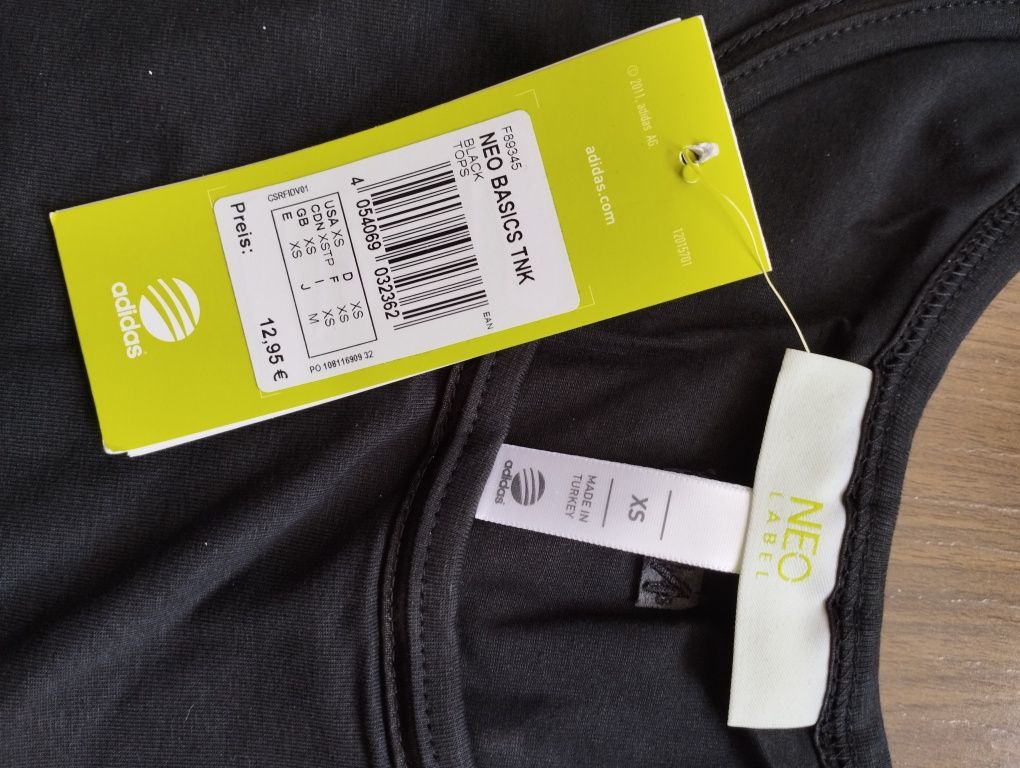 © 2011, adidas AG
adidas.com
12015701
F89345
NEO BASICS TNK
BLACK
TOPS
EAN
4 054069 032362
CSRFIDV01
USA XS D XS
CDN XSTP F XS
GB XS I XS
E XS J M
PO 108116909 32
Preis: 12,95 €
adidas
NEO
LABEL
XS
MADE IN
TURKEY
adidas